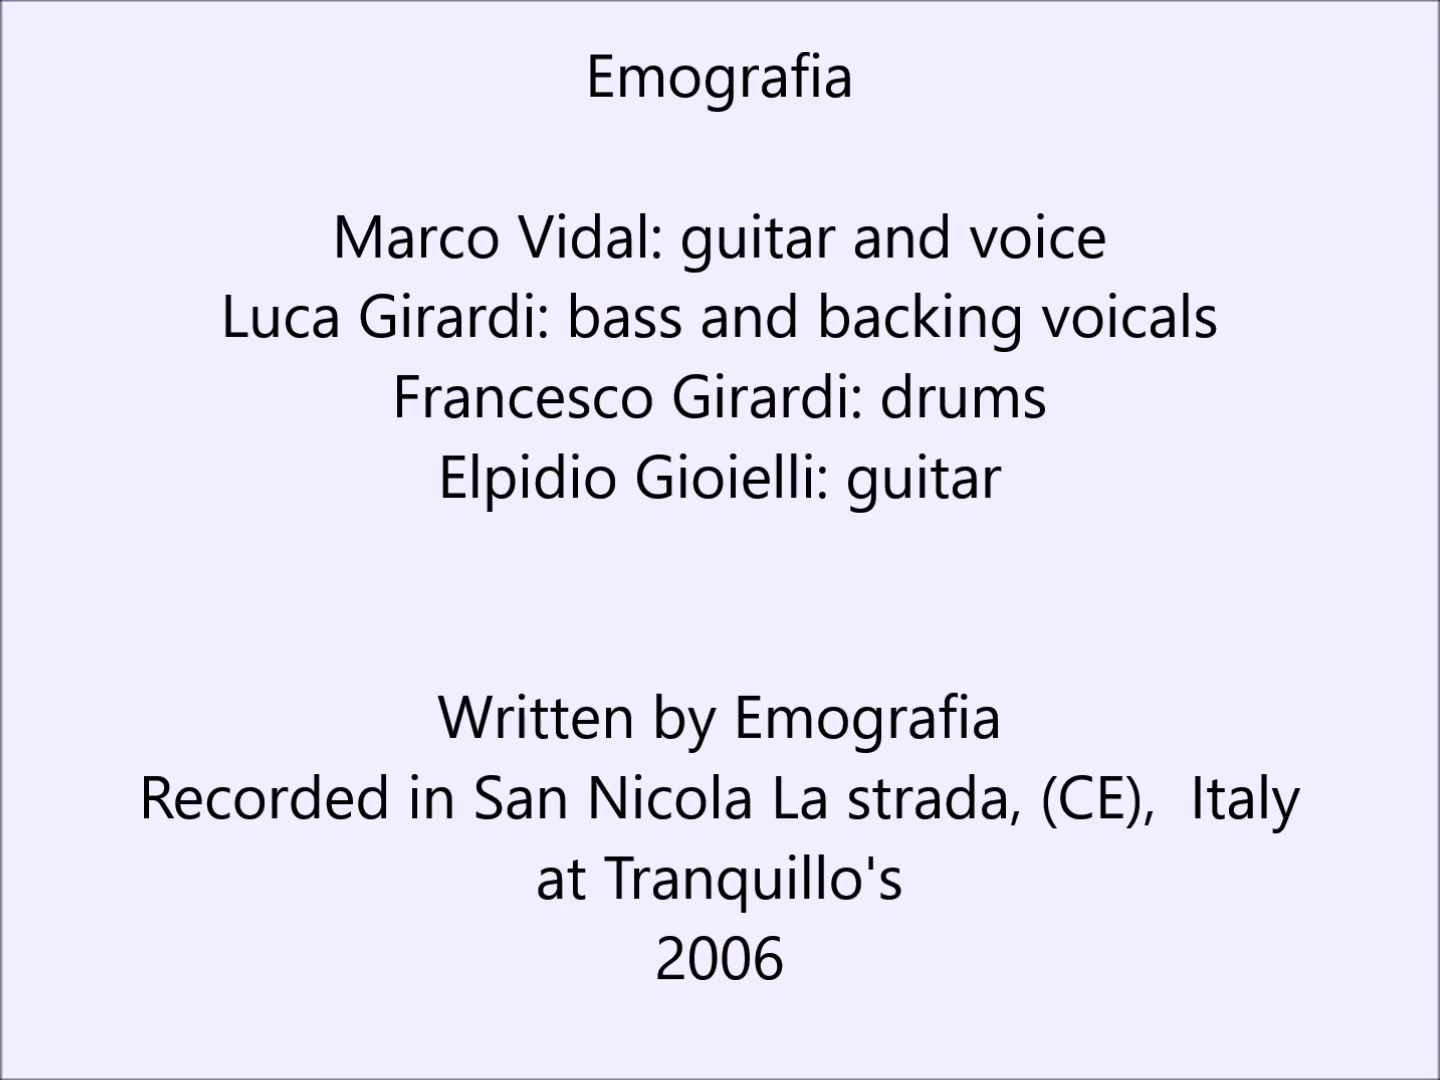 Emografia
Marco Vidal: guitar and voice
Luca Girardi: bass and backing voicals
Francesco Girardi: drums
Elpidio Gioielli: guitar
Written by Emografia
Recorded in San Nicola La strada, (CE),  Italy
at Tranquillo's
2006